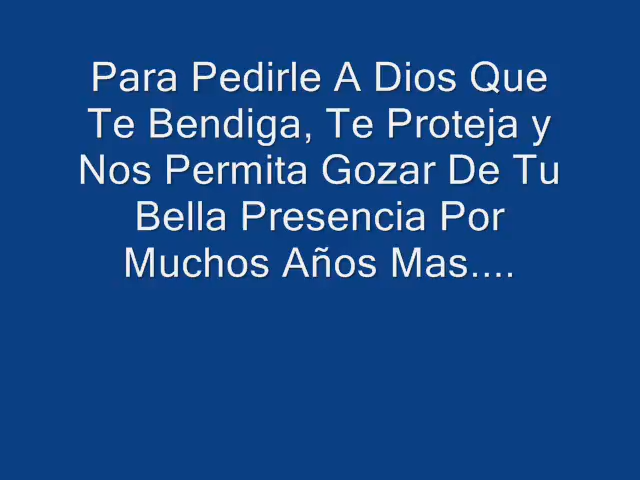 Para Pedirle A Dios Que
Te Bendiga, Te Proteja y
Nos Permita Gozar De Tu
Bella Presencia Por
Muchos Años Mas....